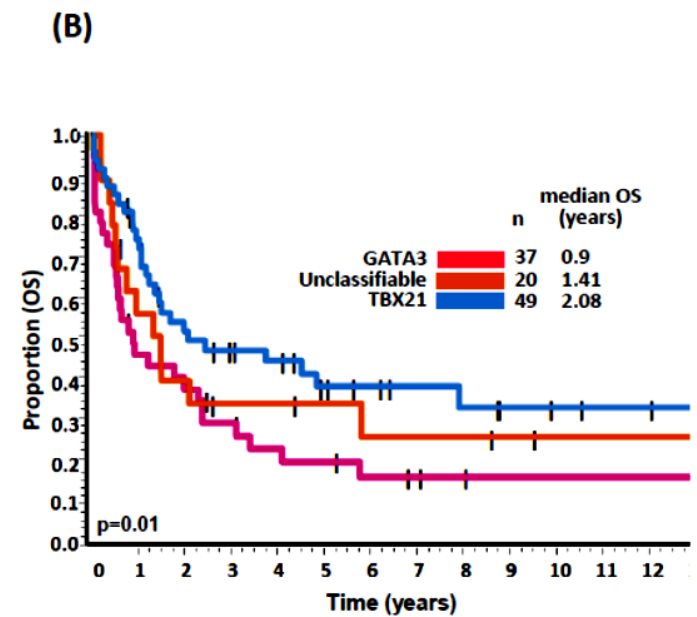 (B)
1.0
0.9
0.8
0.7
0.6
0.5
0.4
0.3
0.2
0.1
0.0
Proportion (OS)
n median OS (years)
GATA3 37 0.9
Unclassifiable 20 1.41
TBX21 49 2.08
p=0.01
0 1 2 3 4 5 6 7 8 9 10 11 12
Time (years)